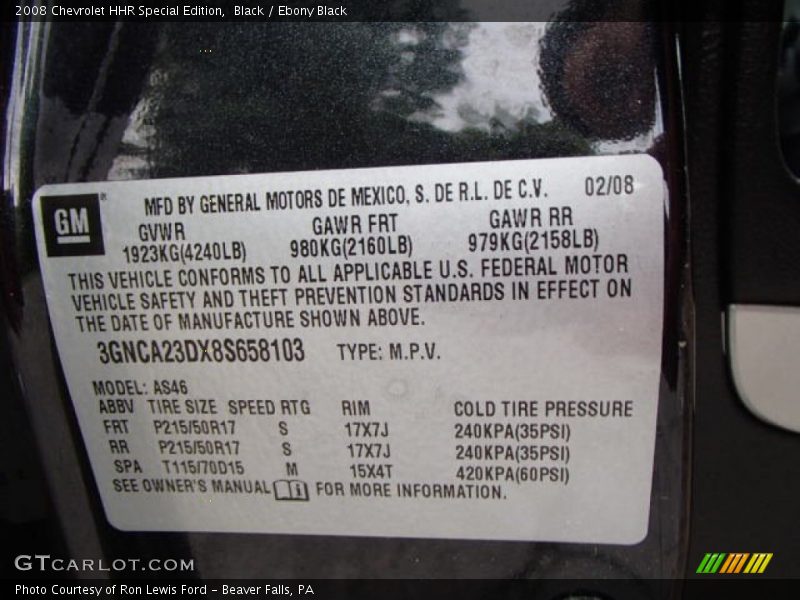 2008 Chevrolet HHR Special Edition,  Black / Ebony Black
GM
MFD BY GENERAL MOTORS DE MEXICO, S. DE R.L. DE C.V. 02/08
GVWR GAWR FRT GAWR RR
1923KG(4240LB) 980KG(2160LB) 979KG(2158LB)
THIS VEHICLE CONFORMS TO ALL APPLICABLE U.S. FEDERAL MOTOR
VEHICLE SAFETY AND THEFT PREVENTION STANDARDS IN EFFECT ON
THE DATE OF MANUFACTURE SHOWN ABOVE.
3GNCA23DX8S658103 TYPE: M.P.V.
MODEL: AS46
ABBV TIRE SIZE SPEED RTG RIM COLD TIRE PRESSURE
FRT P215/50R17 S 17X7J 240KPA(35PSI)
RR P215/50R17 S 17X7J 240KPA(35PSI)
SPA T115/70D15 M 15X4T 420KPA(60PSI)
SEE OWNER'S MANUAL FOR MORE INFORMATION.
GTCARLOT.COM
Photo Courtesy of Ron Lewis Ford - Beaver Falls, PA